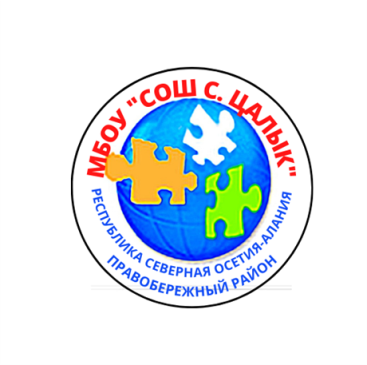 МБОУ "СОШ С. ЦАЛЫК"
РЕСПУБЛИКА СЕВЕРНАЯ ОСЕТИЯ-АЛАНИЯ
ПРАВОБЕРЕЖНЫЙ РАЙОН